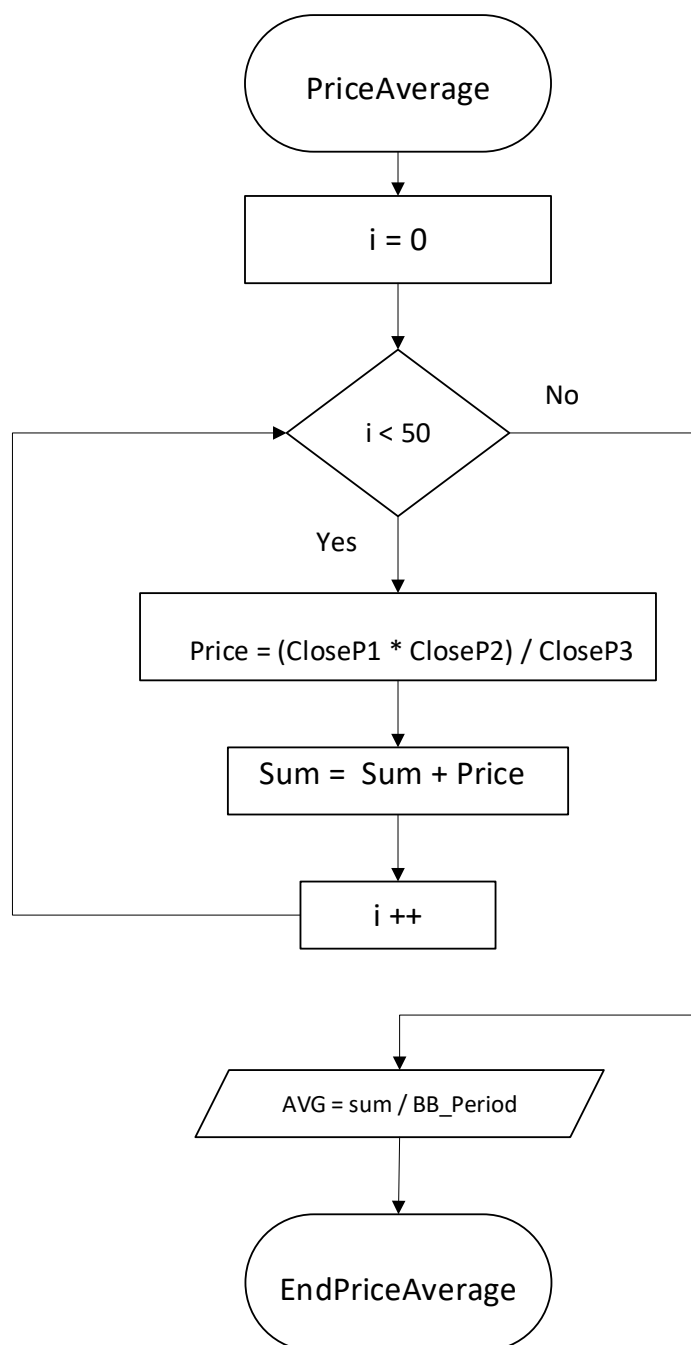 PriceAverage
i = 0
i < 50
No
Yes
Price = (CloseP1 * CloseP2) / CloseP3
Sum =  Sum + Price
i ++
AVG = sum / BB_Period
EndPriceAverage